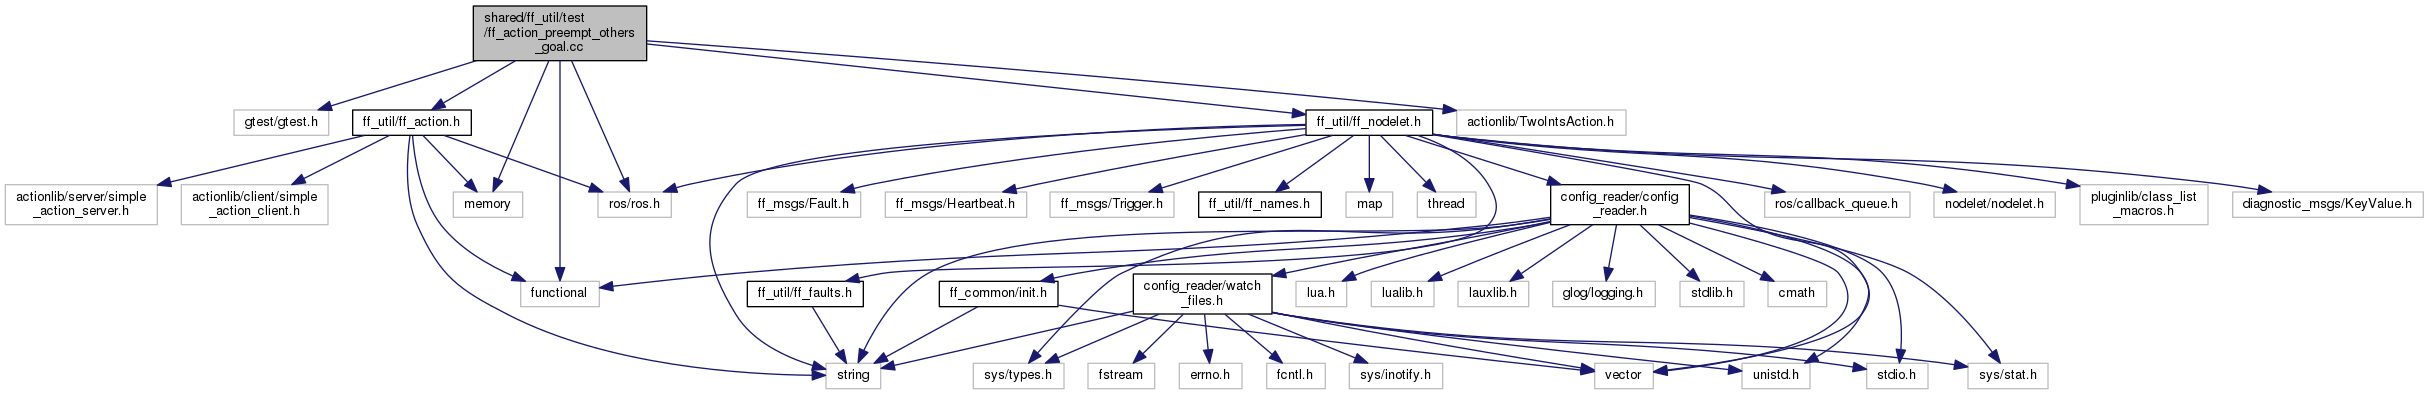 shared/ff_util/test
/ff_action_preempt_others
_goal.cc
gtest/gtest.h
ff_util/ff_action.h
ff_util/ff_nodelet.h
actionlib/TwoIntsAction.h
actionlib/server/simple
_action_server.h
actionlib/client/simple
_action_client.h
memory
ros/ros.h
ff_msgs/Fault.h
ff_msgs/Heartbeat.h
ff_msgs/Trigger.h
ff_util/ff_names.h
map
thread
config_reader/config
_reader.h
ros/callback_queue.h
nodelet/nodelet.h
pluginlib/class_list
_macros.h
diagnostic_msgs/KeyValue.h
functional
ff_util/ff_faults.h
ff_common/init.h
config_reader/watch
_files.h
lua.h
lualib.h
lauxlib.h
glog/logging.h
stdlib.h
cmath
string
sys/types.h
fstream
errno.h
fcntl.h
sys/inotify.h
vector
unistd.h
stdio.h
sys/stat.h